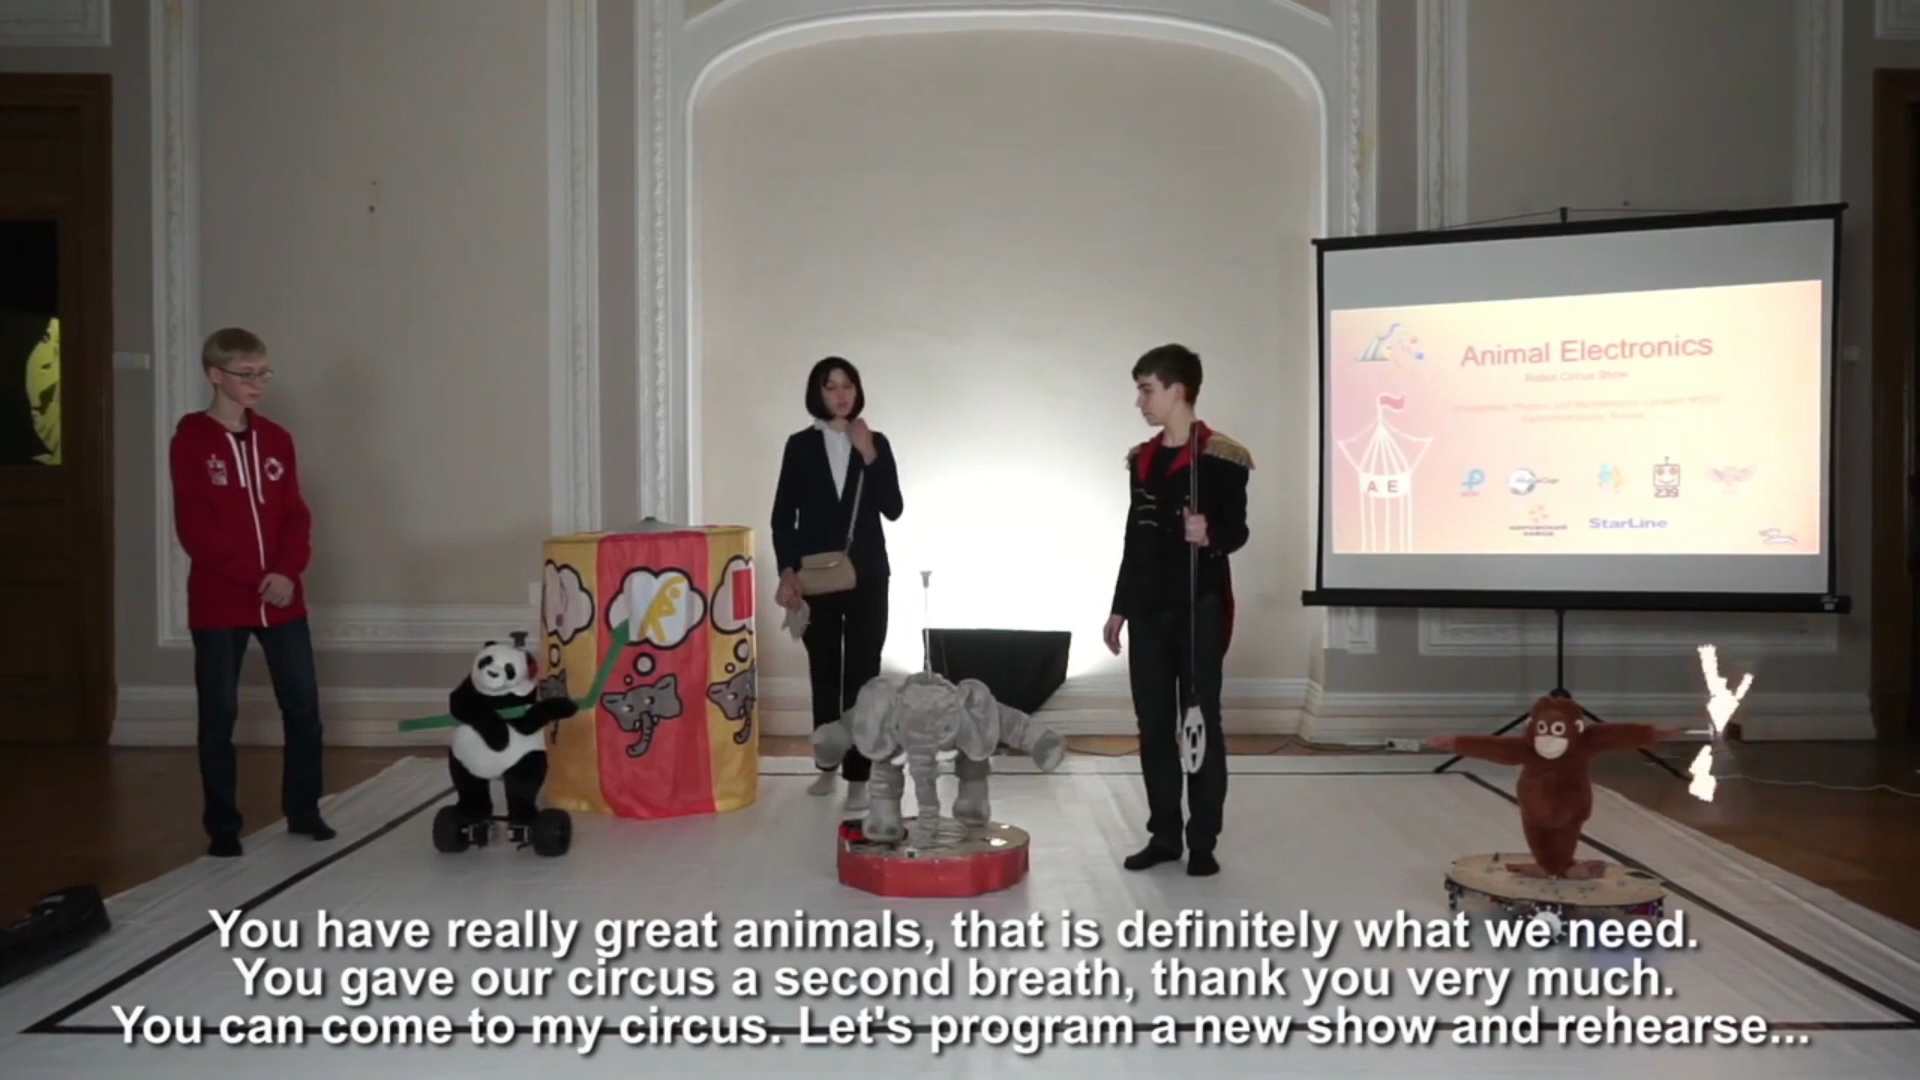 Animal Electronics
Robot Circus Show
A E
239
StarLine
You have really great animals, that is definitely what we need.
You gave our circus a second breath, thank you very much.
You can come to my circus. Let's program a new show and rehearse...